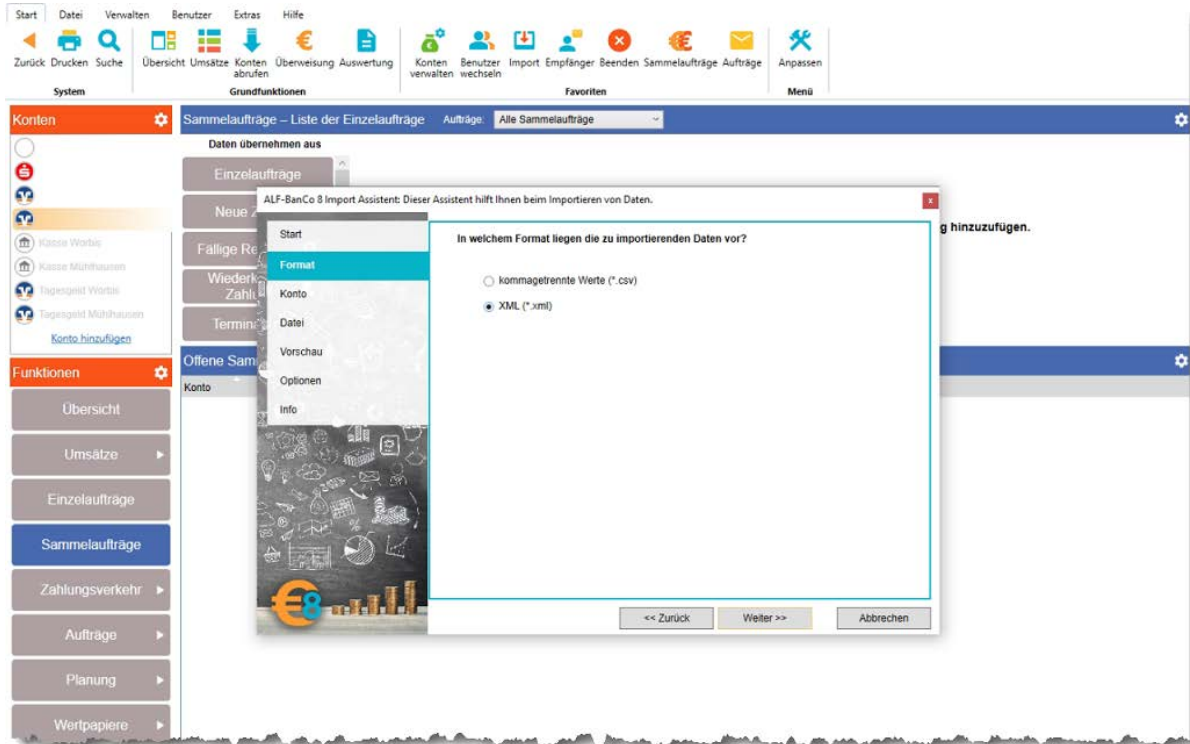 Start Datei Verwalten Benutzer Extras Hilfe
Zurück Drucken Suche Übersicht Umsätze Konten abrufen Überweisung Auswertung Konten verwalten Benutzer wechseln Import Empfänger Beenden Sammelaufträge Aufträge Anpassen
System Grundfunktionen Favoriten Menü
Konten
Kasse Worbis
Kasse Mühlhausen
Tagesgeld Worbis
Tagesgeld Mühlhausen
Konto hinzufügen
Funktionen
Übersicht
Umsätze
Einzelaufträge
Sammelaufträge
Zahlungsverkehr
Aufträge
Planung
Wertpapiere
Sammelaufträge – Liste der Einzelaufträge Aufträge: Alle Sammelaufträge
Daten übernehmen aus
Einzelaufträge
Neue
Fällige Re
Wiederk
Zahlu
Termin
g hinzuzufügen.
Offene Sam
Konto
ALF-BanCo 8 Import Assistent: Dieser Assistent hilft Ihnen beim Importieren von Daten.
Start
Format
Konto
Datei
Vorschau
Optionen
Info
€8
In welchem Format liegen die zu importierenden Daten vor?
kommagetrennte Werte (*.csv)
XML (*.xml)
<< Zurück Weiter >> Abbrechen